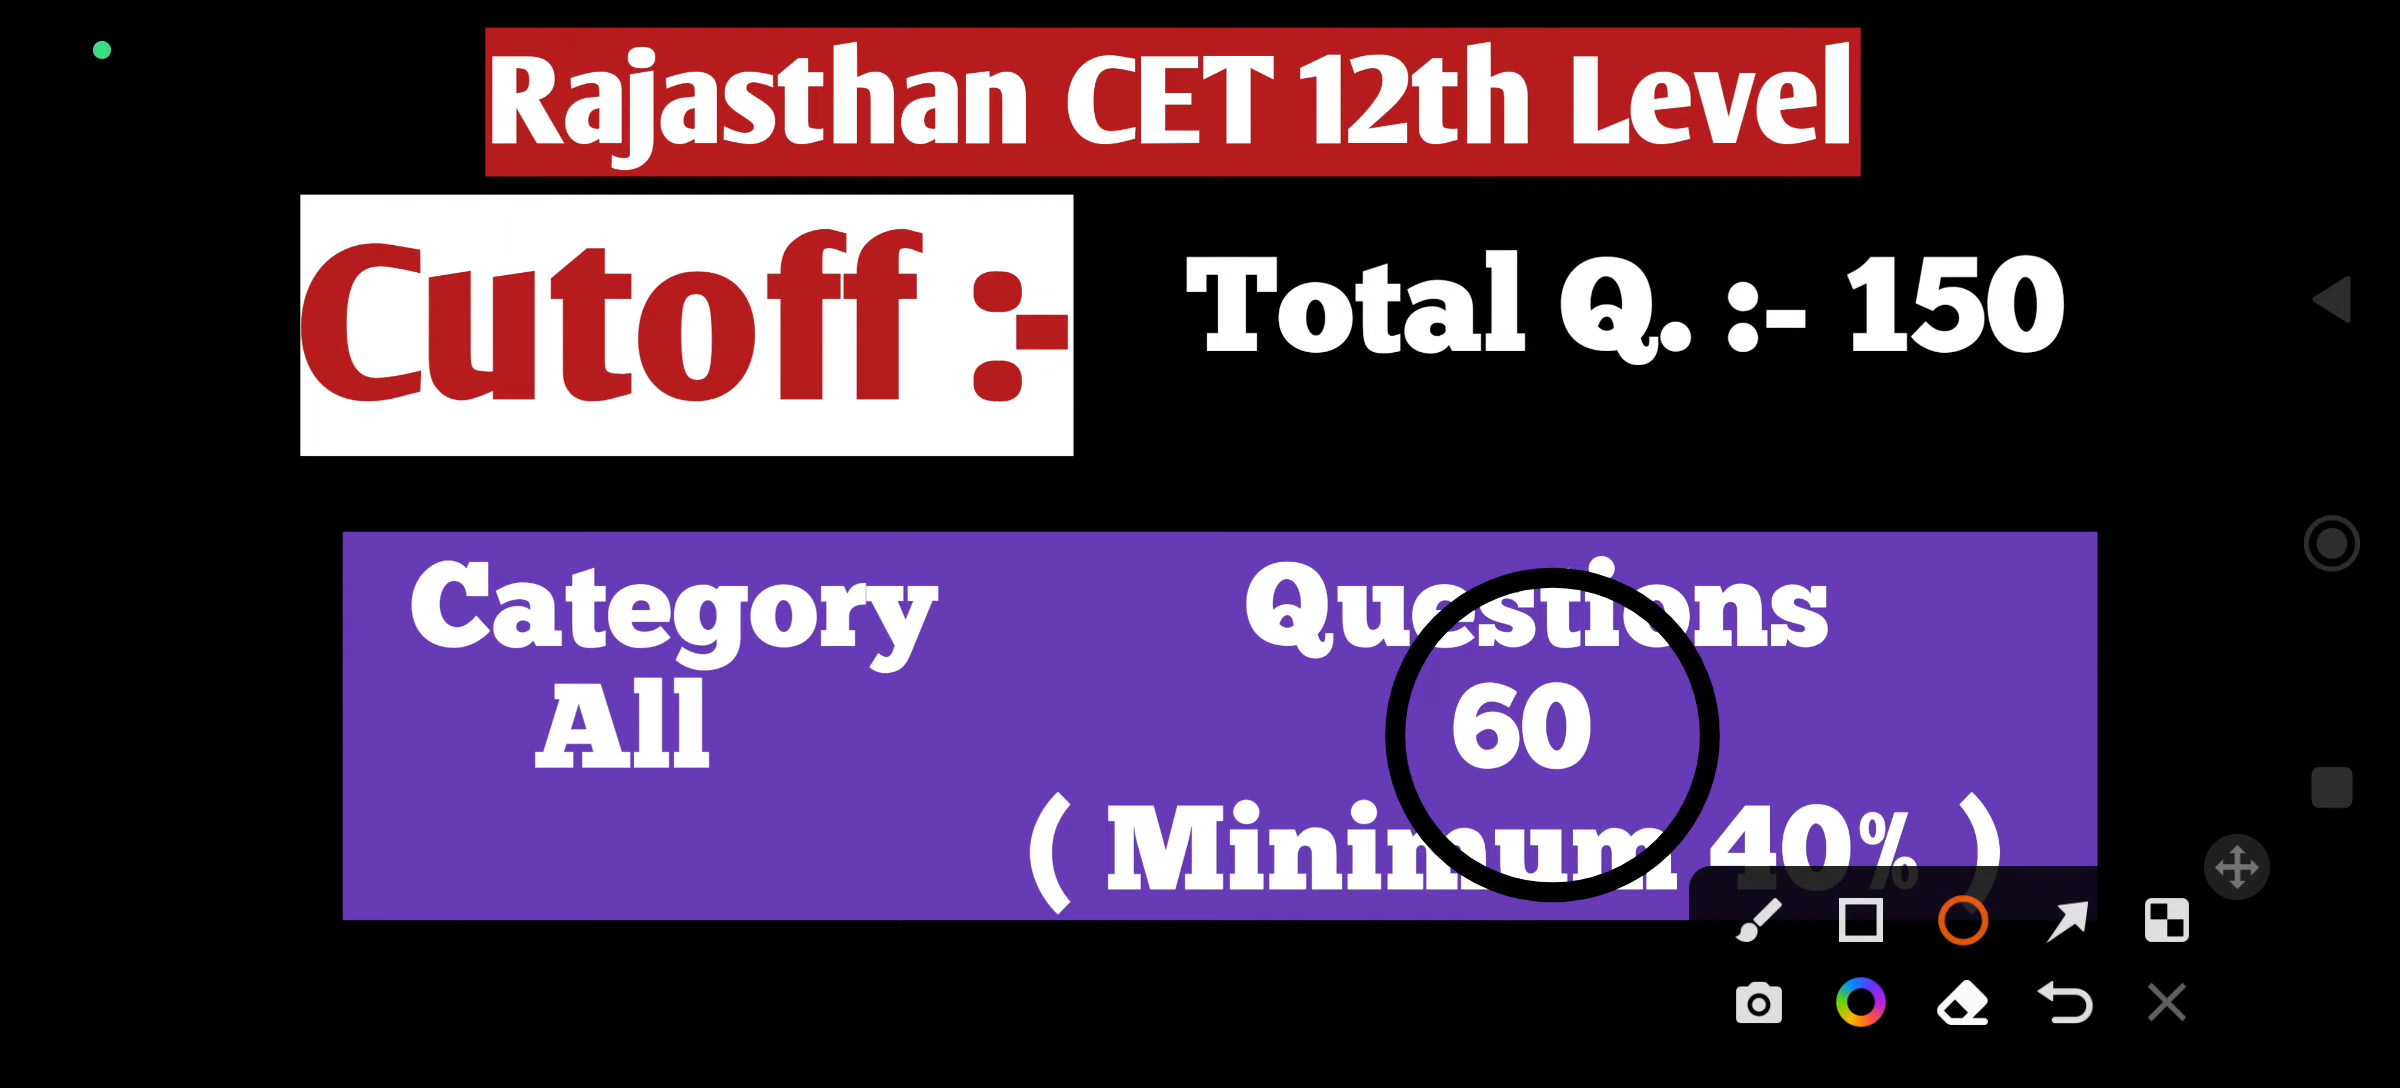 Rajasthan CET 12th Level
Cutoff :-
Total Q. :- 150
Category Questions
All 60
( Minimum 40% )